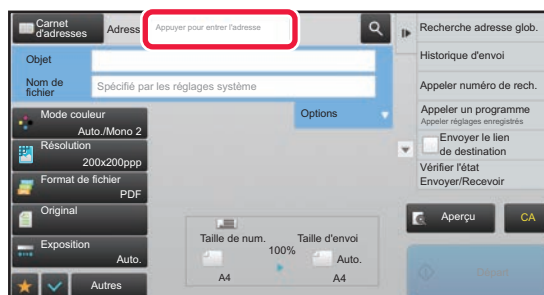 Carnet
d'adresses
Adress
Appuyer pour entrer l'adresse
Objet
Nom de
fichier
Spécifié par les réglages système
Options
Mode couleur
Auto./Mono 2
Résolution
200x200ppp
Format de fichier
PDF
Original
Exposition
Auto.
Autres
Taille de num.
100%
Taille d'envoi
Auto.
A4
A4
Recherche adresse glob.
Historique d'envoi
Appeler numéro de rech.
Appeler un programme
Appeler réglages enregistrés
Envoyer le lien
de destination
Vérifier l'état
Envoyer/Recevoir
Aperçu
CA
Départ